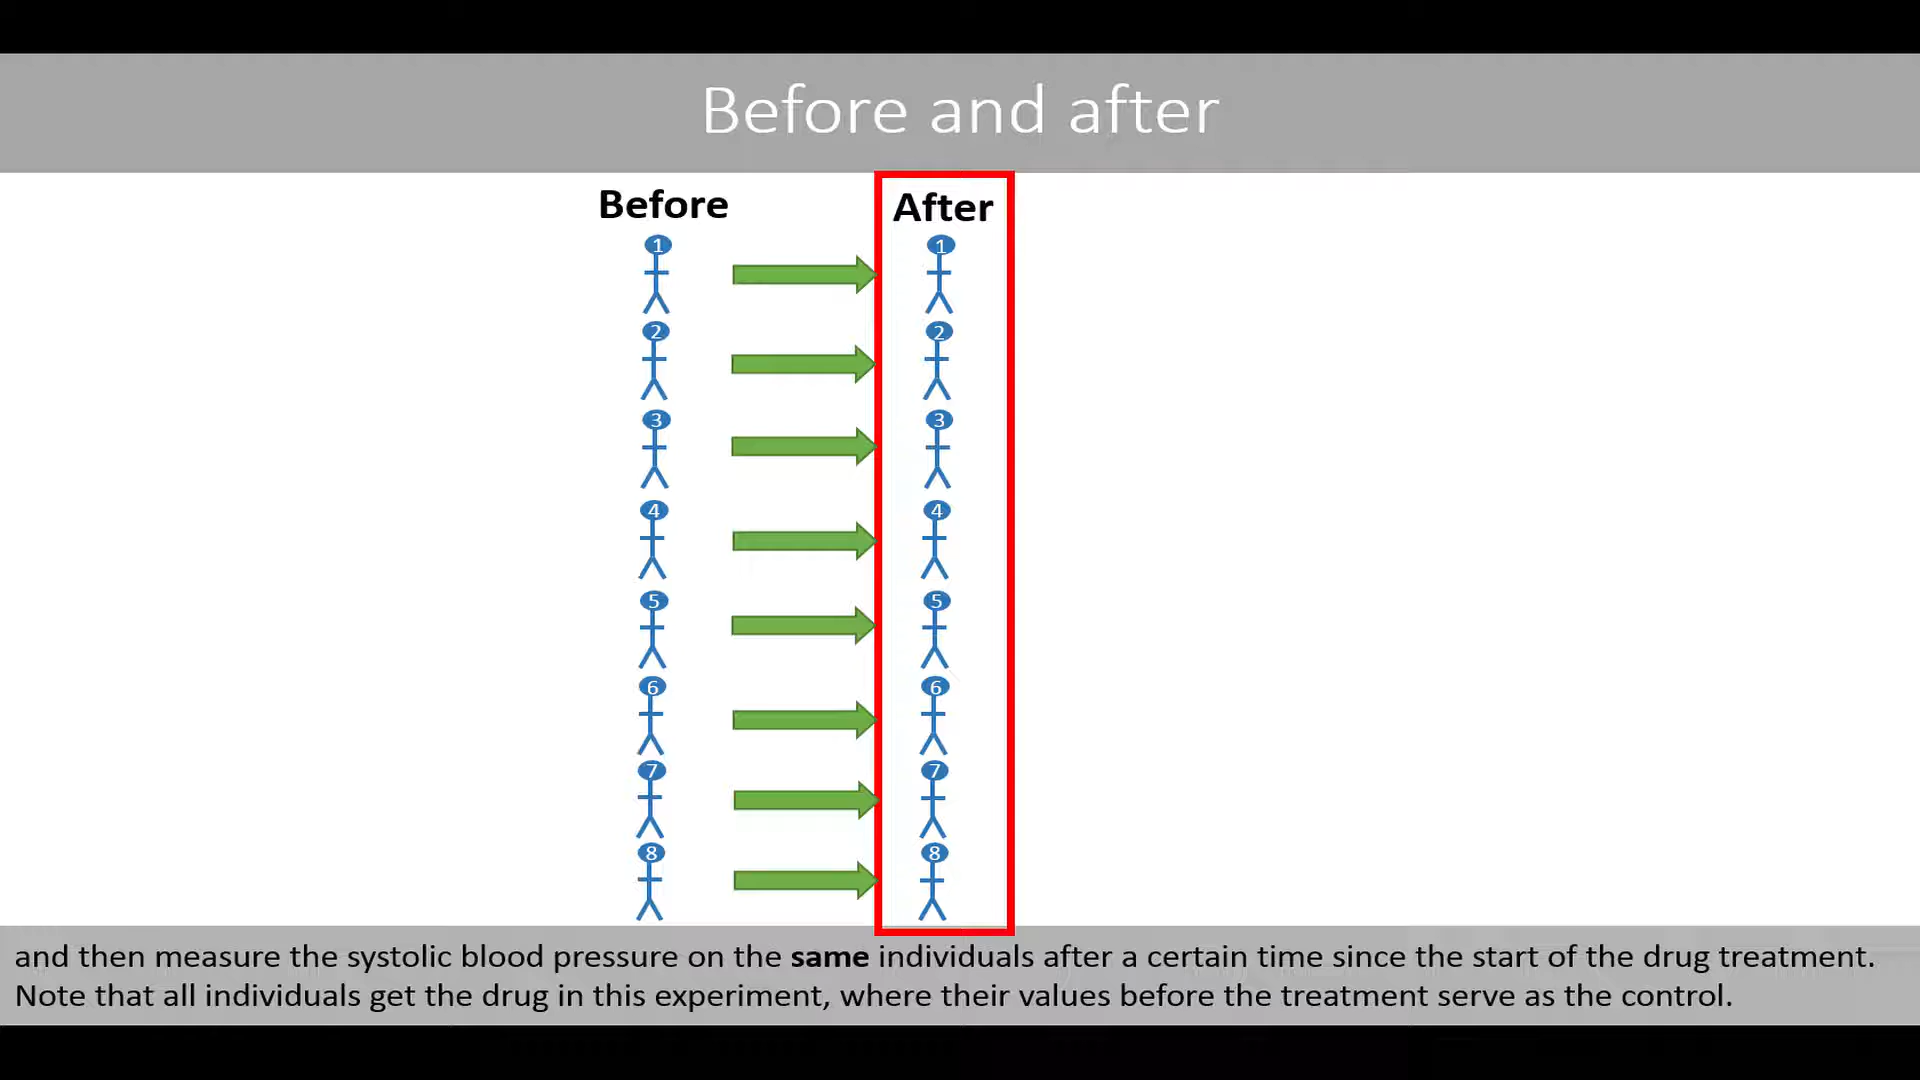 Before and after
Before After
1 1
2 2
3 3
4 4
5 5
6 6
7 7
8 8
and then measure the systolic blood pressure on the same individuals after a certain time since the start of the drug treatment.
Note that all individuals get the drug in this experiment, where their values before the treatment serve as the control.